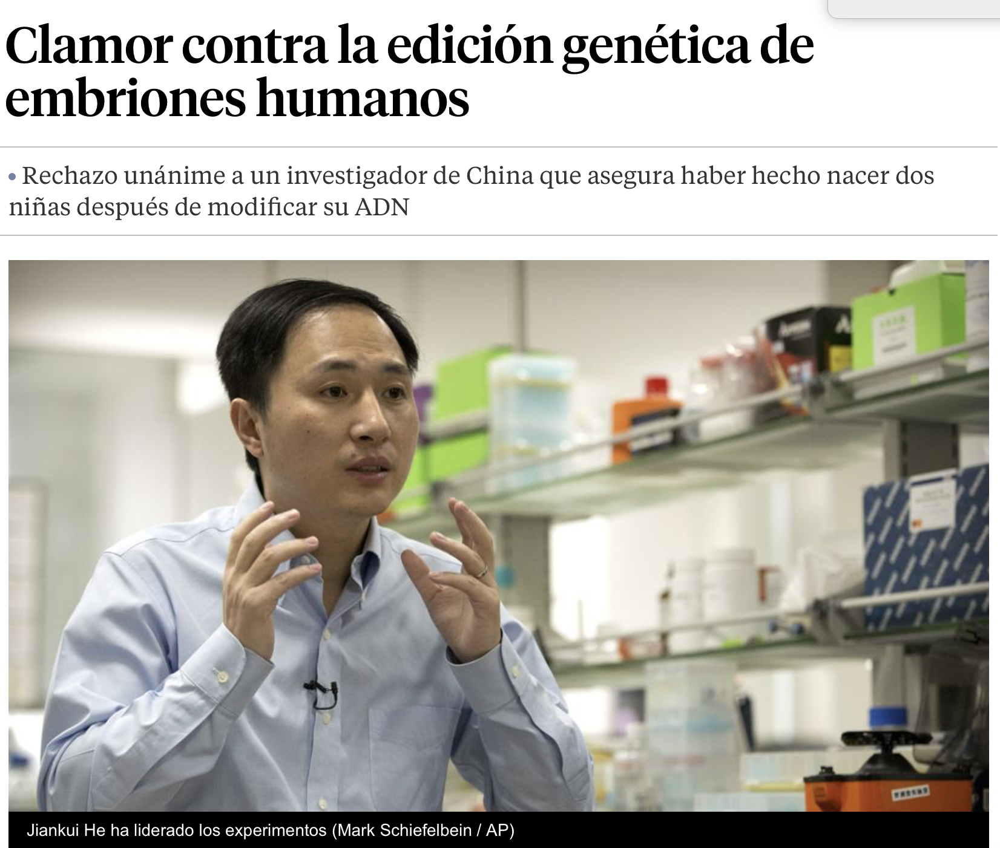 Clamor contra la edición genética de
embriones humanos
• Rechazo unánime a un investigador de China que asegura haber hecho nacer dos
niñas después de modificar su ADN
Jiankui He ha liderado los experimentos (Mark Schiefelbein / AP)